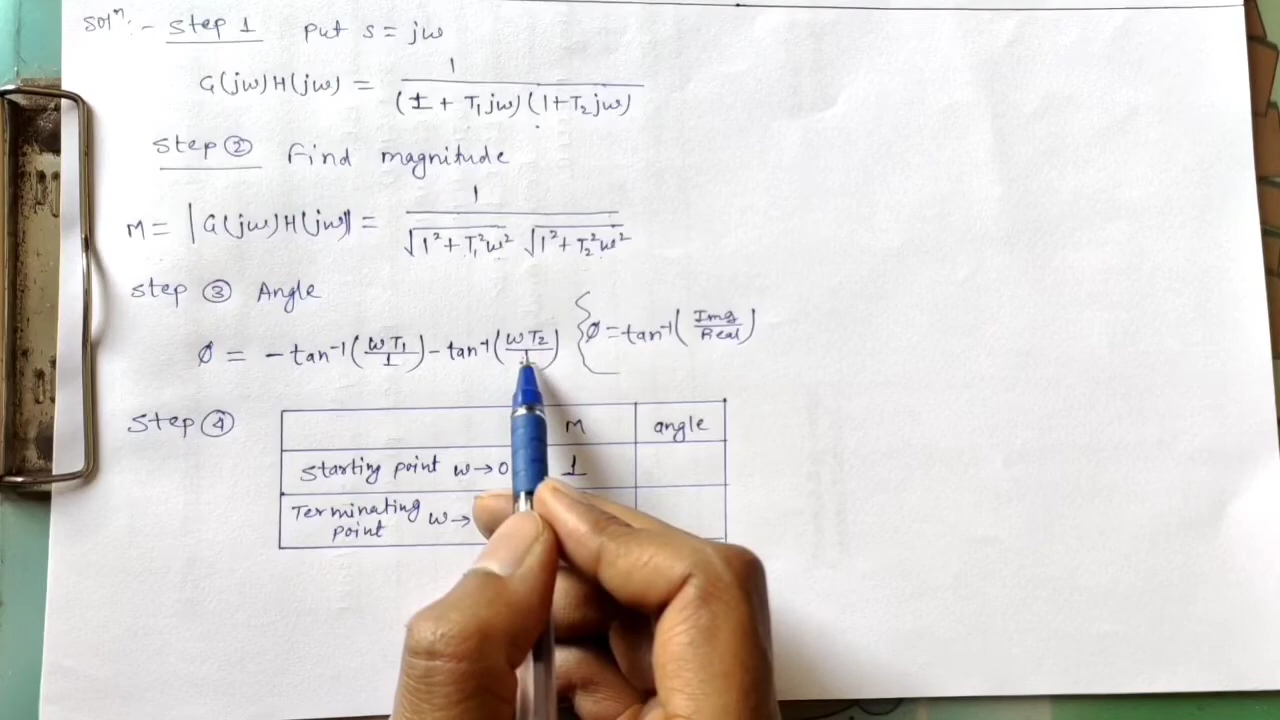 Solⁿ:- Step 1 Put s = jω
G(jω)H(jω) = 1 / (1 + T₁jω)(1+T₂jω)
Step ② Find magnitude
M = |G(jω)H(jω)| = 1 / √(1²+T₁²ω²) √(1²+T₂²ω²)
Step ③ Angle
ø = -tan⁻¹(ωT₁/1) - tan⁻¹(ωT₂/1) {ø = tan⁻¹(Img/Real)
Step ④
M angle
Starting point ω→0 1
Terminating point ω→